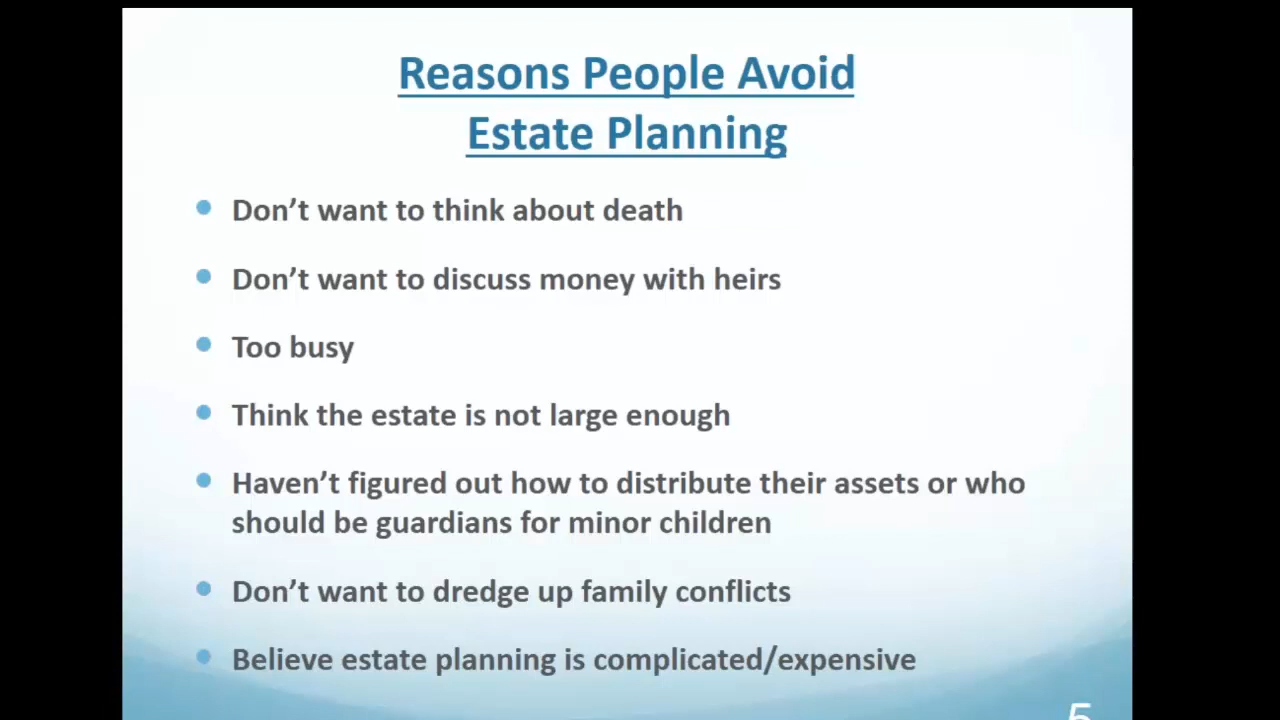 Reasons People Avoid
Estate Planning
Don’t want to think about death
Don’t want to discuss money with heirs
Too busy
Think the estate is not large enough
Haven’t figured out how to distribute their assets or who
should be guardians for minor children
Don’t want to dredge up family conflicts
Believe estate planning is complicated/expensive
5